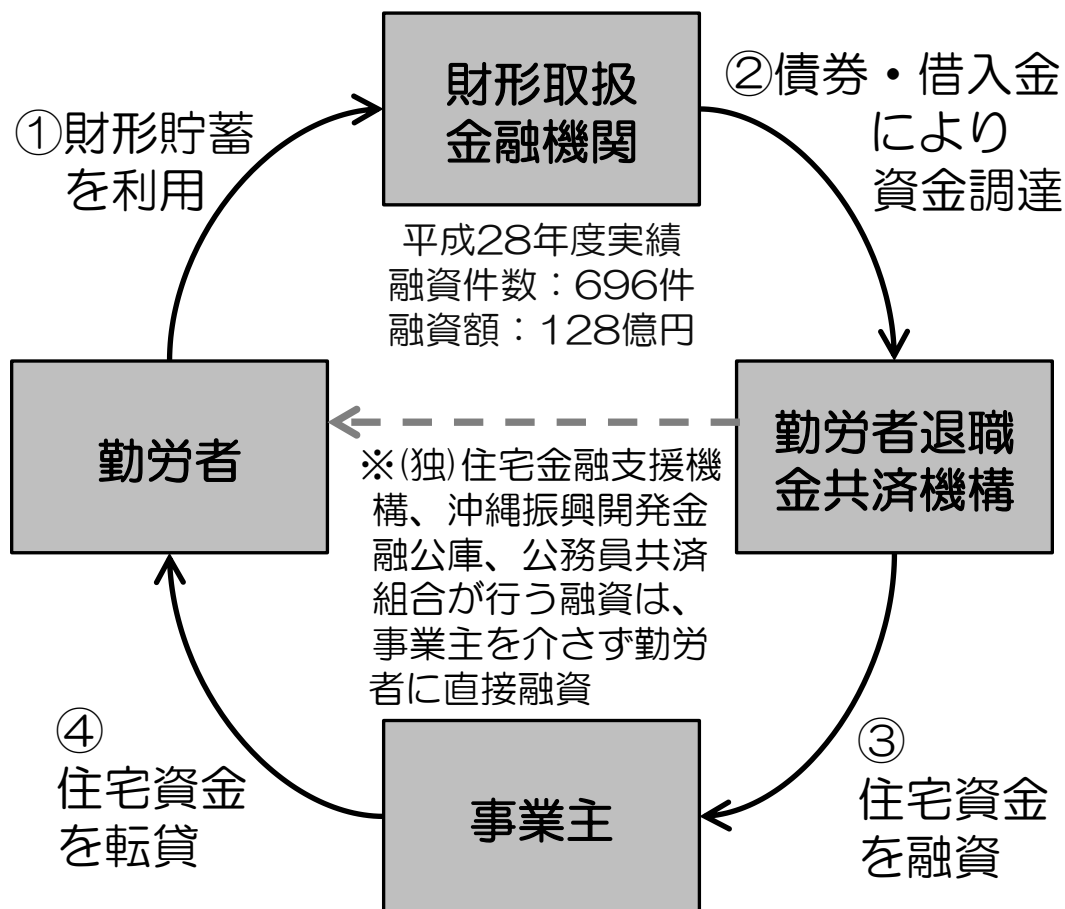 財形取扱
金融機関
①財形貯蓄
を利用
②債券・借入金
により
資金調達
平成28年度実績
融資件数：696件
融資額：128億円
勤労者
勤労者退職
金共済機構
※(独)住宅金融支援機
構、沖縄振興開発金
融公庫、公務員共済
組合が行う融資は、
事業主を介さず勤労
者に直接融資
④
住宅資金
を転貸
事業主
③
住宅資金
を融資